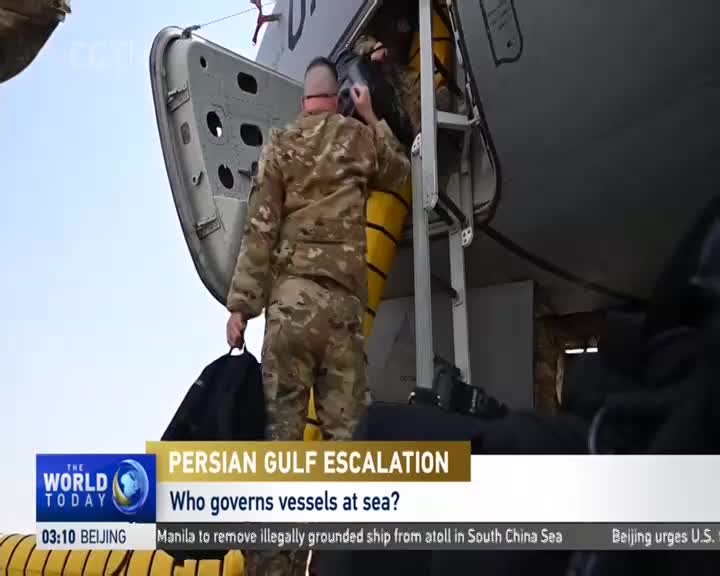 CGTN
PERSIAN GULF ESCALATION
THE
WORLD
TODAY
Who governs vessels at sea?
03:10 BEIJING
Manila to remove illegally grounded ship from atoll in South China Sea
Beijing urges U.S.